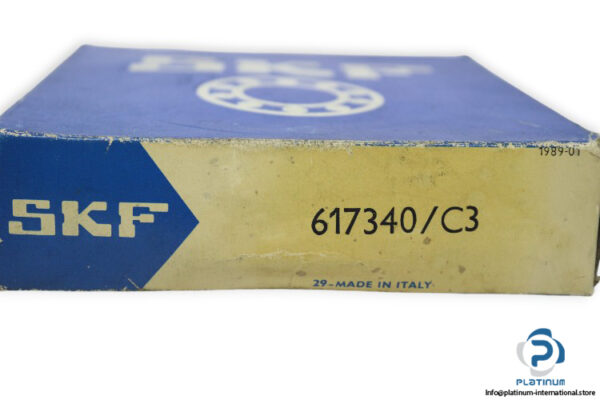 SKF
1989-01
SKF
617340/C3
29-MADE IN ITALY
P
PLATINUM
Info@platinum-international.store